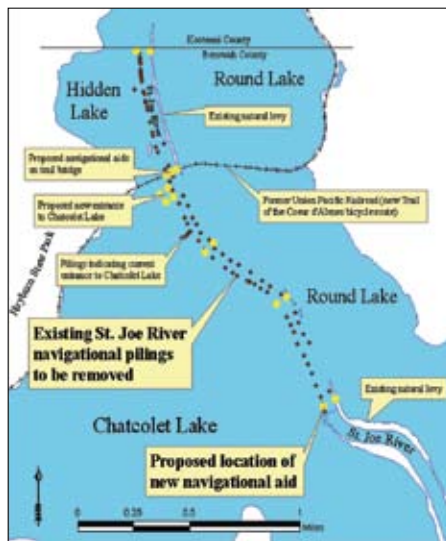 Kootenai County
Benewah County
Hidden
Lake
Round Lake
Existing natural levy
Proposed navigational aids
on trail bridge
Proposed new entrance
to Chatcolet Lake
Former Union Pacific Railroad (now Trail
of the Coeur d'Alenes bicycle route)
Heyburn State Park
Pilings indicating current
entrance to Chatcolet Lake
Round Lake
Existing St. Joe River
navigational pilings
to be removed
Existing natural levy
Chatcolet Lake
St. Joe River
Proposed location of
new navigational aid
0
0.25
0.5
1
Miles